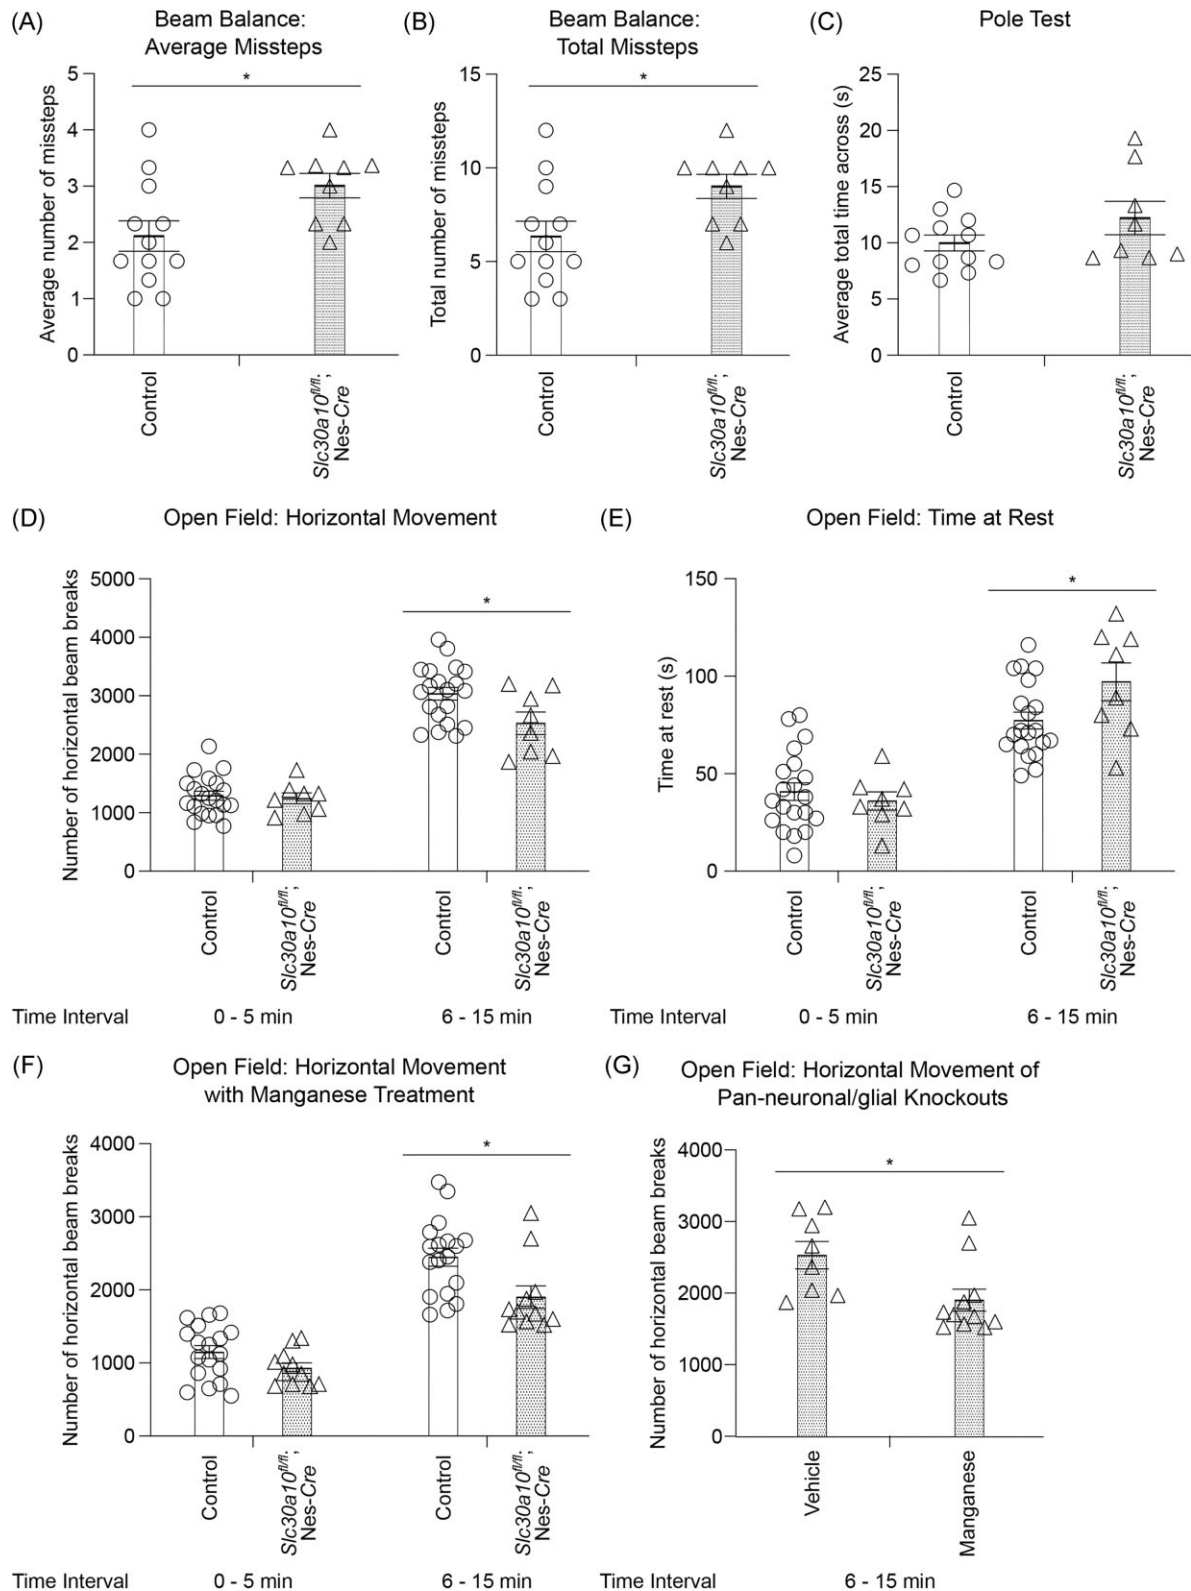 (A) Beam Balance:
Average Missteps
Average number of missteps
5
4
3
2
1
0
*
Control
Slc30a10fl/fl;
Nes-Cre
(B) Beam Balance:
Total Missteps
Total number of missteps
15
10
5
0
*
Control
Slc30a10fl/fl;
Nes-Cre
(C) Pole Test
Average total time across (s)
25
20
15
10
5
0
Control
Slc30a10fl/fl;
Nes-Cre
(D) Open Field: Horizontal Movement
Number of horizontal beam breaks
5000
4000
3000
2000
1000
0
*
Control
Slc30a10fl/fl;
Nes-Cre
Control
Slc30a10fl/fl;
Nes-Cre
Time Interval 0 - 5 min 6 - 15 min
(E) Open Field: Time at Rest
Time at rest (s)
150
100
50
0
*
Control
Slc30a10fl/fl;
Nes-Cre
Control
Slc30a10fl/fl;
Nes-Cre
Time Interval 0 - 5 min 6 - 15 min
(F) Open Field: Horizontal Movement
with Manganese Treatment
Number of horizontal beam breaks
4000
3000
2000
1000
0
*
Control
Slc30a10fl/fl;
Nes-Cre
Control
Slc30a10fl/fl;
Nes-Cre
Time Interval 0 - 5 min 6 - 15 min
(G) Open Field: Horizontal Movement of
Pan-neuronal/glial Knockouts
Number of horizontal beam breaks
4000
3000
2000
1000
0
*
Vehicle
Manganese
Time Interval 6 - 15 min